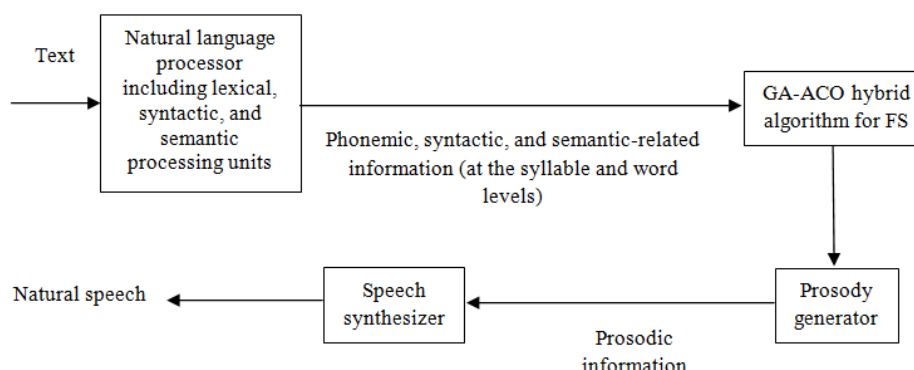 Text
Natural language
processor
including lexical,
syntactic, and
semantic
processing units
Phonemic, syntactic, and semantic-related
information (at the syllable and word
levels)
GA-ACO hybrid
algorithm for FS
Prosody
generator
Prosodic
information
Speech
synthesizer
Natural speech